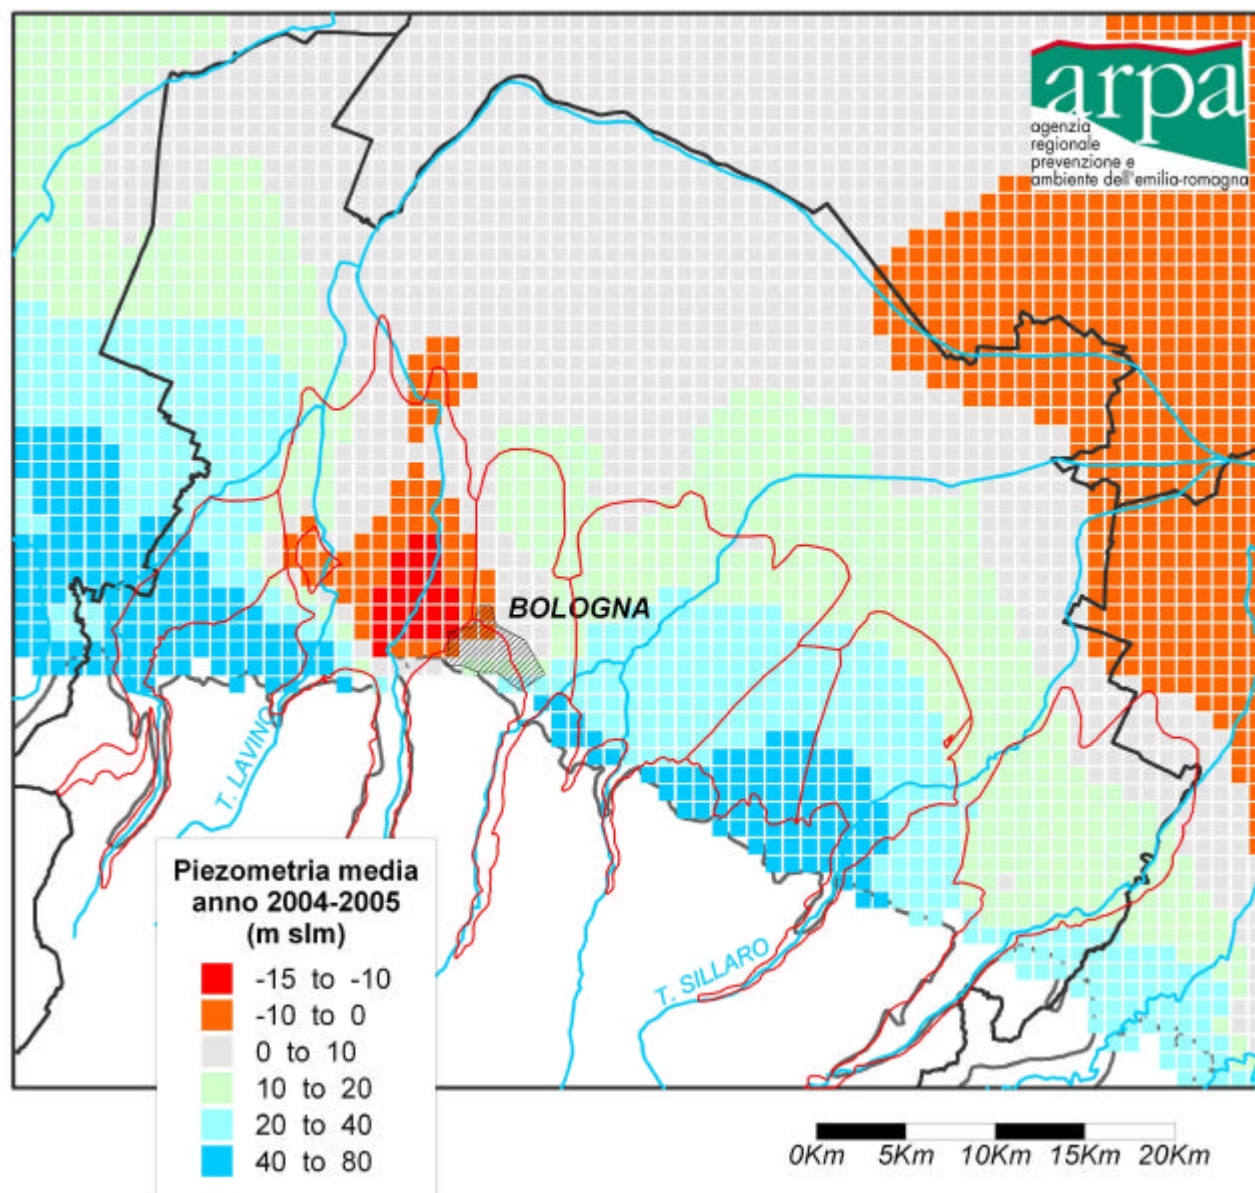 arpa
agenzia
regionale
prevenzione e
ambiente dell'emilia-romagna
BOLOGNA
T. LAVINO
T. SILLARO
Piezometria media
anno 2004-2005
(m slm)
-15 to -10
-10 to 0
0 to 10
10 to 20
20 to 40
40 to 80
0Km 5Km 10Km 15Km 20Km